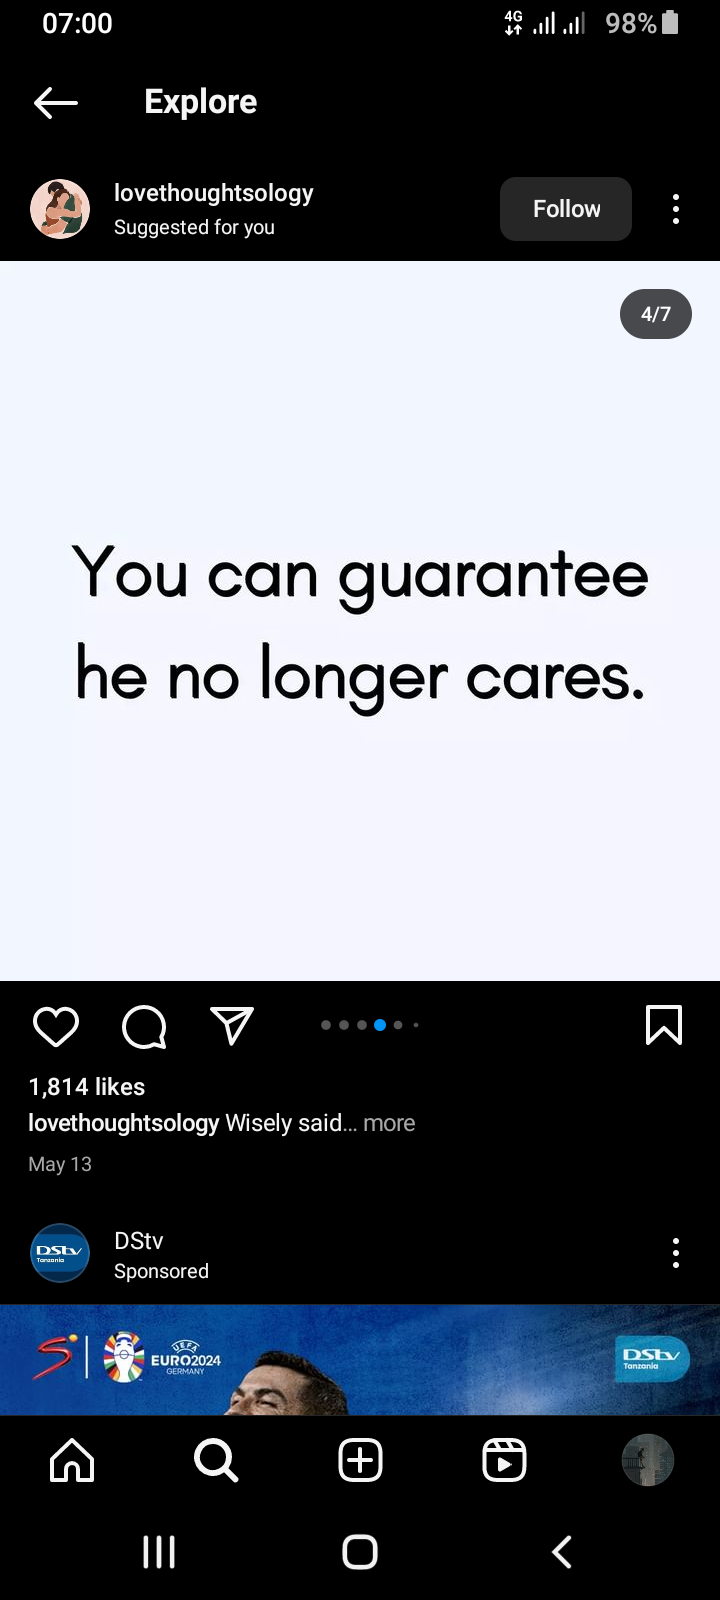 07:00 4G 98%
Explore
lovethoughtsology
Suggested for you
Follow
4/7
You can guarantee
he no longer cares.
1,814 likes
lovethoughtsology Wisely said... more
May 13
DStv
Tanzania
DStv
Sponsored
S
UEFA
EURO2024
GERMANY
DStv
Tanzania